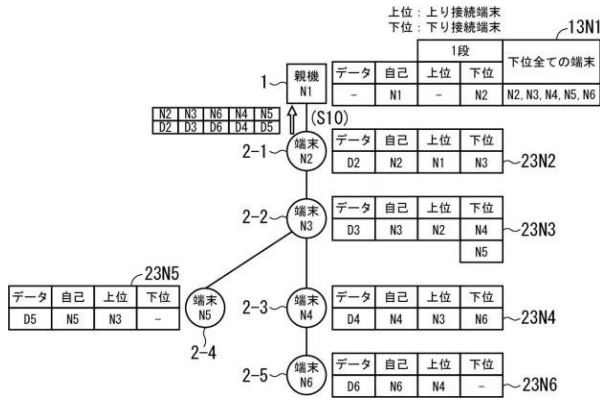 上位：上り接続端末
下位：下り接続端末
13N1
1段 下位全ての端末
データ 自己 上位 下位
- N1 - N2 N2, N3, N4, N5, N6
1
親機
N1
N2 N3 N6 N4 N5
D2 D3 D6 D4 D5
(S10)
2-1
端末
N2
データ 自己 上位 下位
D2 N2 N1 N3
23N2
2-2
端末
N3
データ 自己 上位 下位
D3 N3 N2 N4
N5
23N3
23N5
データ 自己 上位 下位
D5 N5 N3 -
端末
N5
2-4
2-3
端末
N4
データ 自己 上位 下位
D4 N4 N3 N6
23N4
2-5
端末
N6
データ 自己 上位 下位
D6 N6 N4 -
23N6